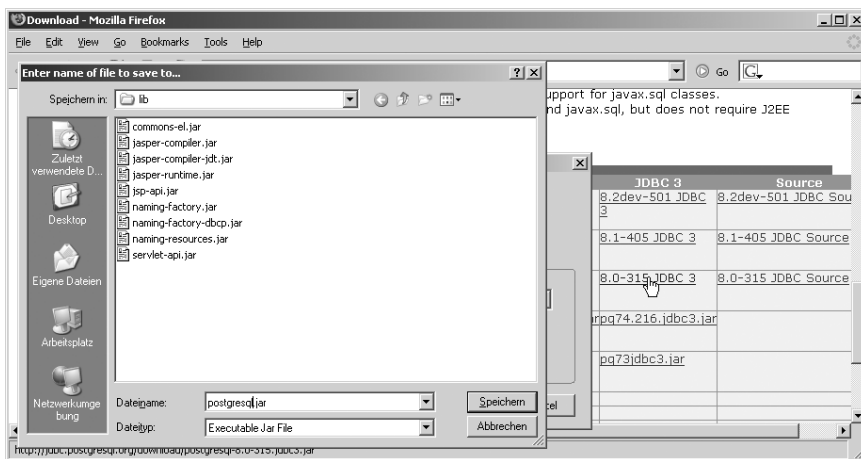 Download - Mozilla Firefox
File Edit View Go Bookmarks Tools Help
Enter name of file to save to...
Go
Speichern in: lib
upport for javax.sql classes.
nd javax.sql, but does not require J2EE
commons-el.jar
jasper-compiler.jar
jasper-compiler-jdt.jar
jasper-runtime.jar
jsp-api.jar
naming-factory.jar
naming-factory-dbcp.jar
naming-resources.jar
servlet-api.jar
Zuletzt
verwendete D...
Desktop
Eigene Dateien
Arbeitsplatz
Netzwerkumge
bung
JDBC 3 Source
8.2dev-501 JDBC 8.2dev-501 JDBC Sou
3
8.1-405 JDBC 3 8.1-405 JDBC Source
8.0-315 JDBC 3 8.0-315 JDBC Source
rpq74.216.jdbc3.jar
pq73jdbc3.jar
Dateiname: postgresql.jar Speichern
Dateityp: Executable Jar File Abbrechen
cel
http://jdbc.postgresql.org/download/postgresql-8.0-315.jdbc3.jar